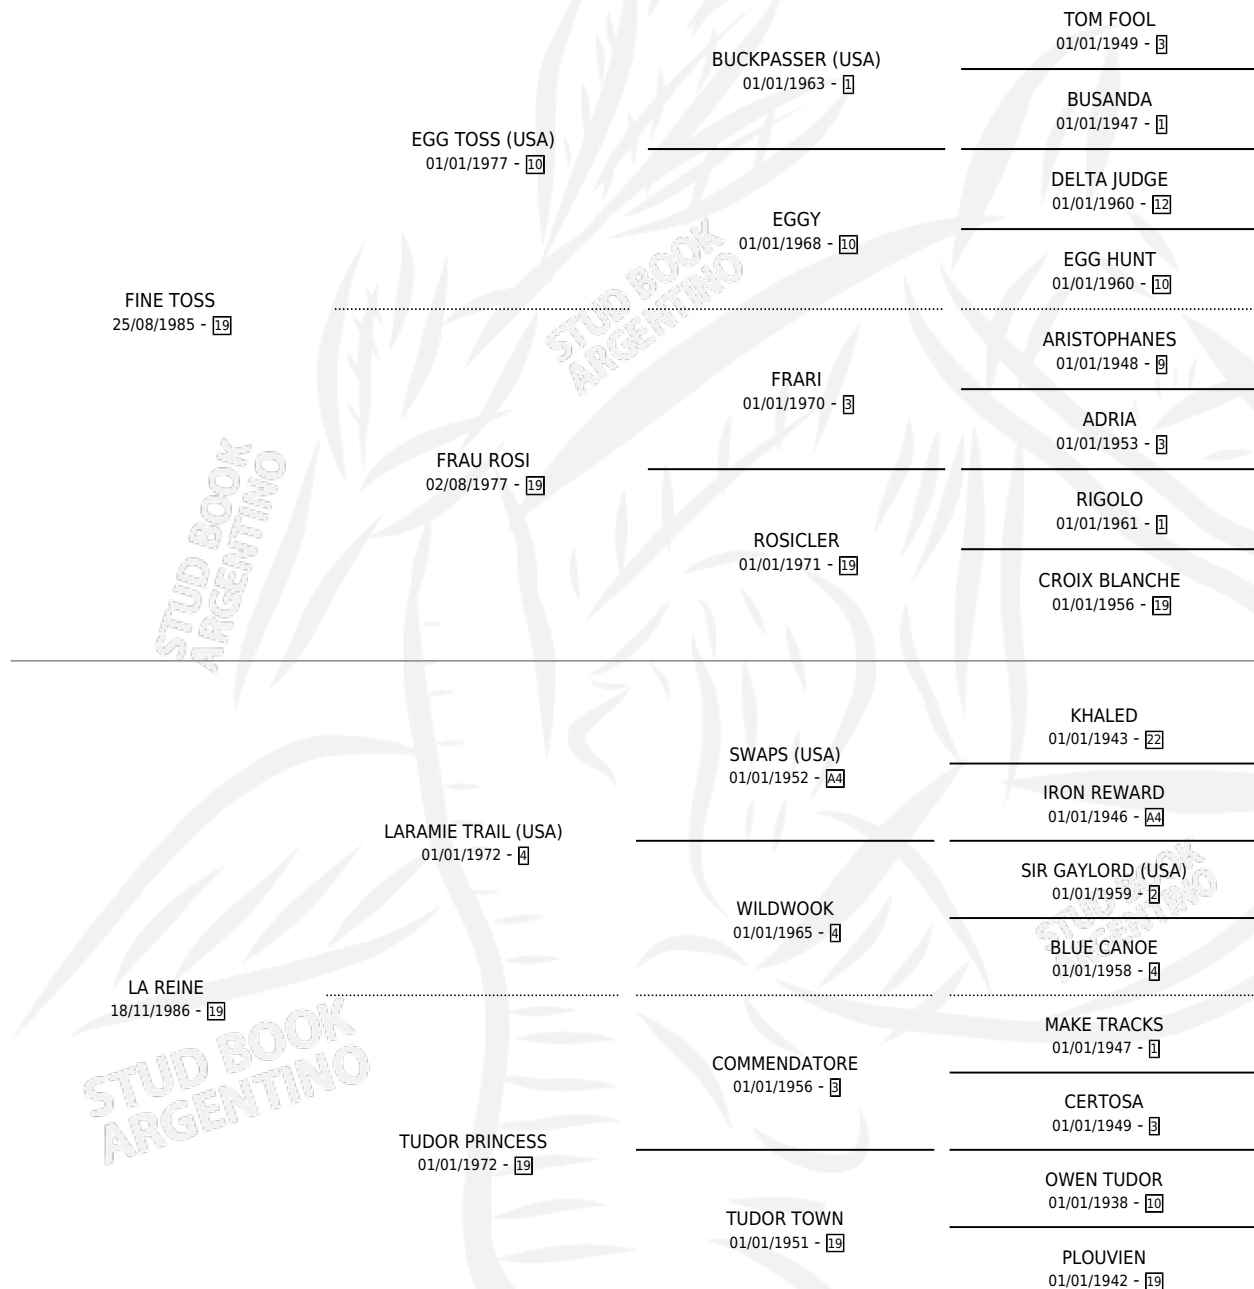 TOM FOOL
01/01/1949 - 3
BUCKPASSER (USA)
01/01/1963 - 1
BUSANDA
01/01/1947 - 1
EGG TOSS (USA)
01/01/1977 - 10
DELTA JUDGE
01/01/1960 - 12
EGGY
01/01/1968 - 10
EGG HUNT
01/01/1960 - 10
FINE TOSS
25/08/1985 - 19
STUD BOOK
ARGENTINO
ARISTOPHANES
01/01/1948 - 9
FRARI
01/01/1970 - 3
ADRIA
01/01/1953 - 3
FRAU ROSI
02/08/1977 - 19
RIGOLO
01/01/1961 - 1
ROSICLER
01/01/1971 - 19
CROIX BLANCHE
01/01/1956 - 19
STUD BOOK
ARGENTINO
KHALED
01/01/1943 - 22
SWAPS (USA)
01/01/1952 - A4
IRON REWARD
01/01/1946 - A4
LARAMIE TRAIL (USA)
01/01/1972 - 4
SIR GAYLORD (USA)
01/01/1959 - 2
STUD BOOK
ARGENTINO
WILDWOOK
01/01/1965 - 4
BLUE CANOE
01/01/1958 - 4
LA REINE
18/11/1986 - 19
STUD BOOK
ARGENTINO
MAKE TRACKS
01/01/1947 - 1
COMMENDATORE
01/01/1956 - 3
CERTOSA
01/01/1949 - 3
TUDOR PRINCESS
01/01/1972 - 19
OWEN TUDOR
01/01/1938 - 10
TUDOR TOWN
01/01/1951 - 19
PLOUVIEN
01/01/1942 - 19